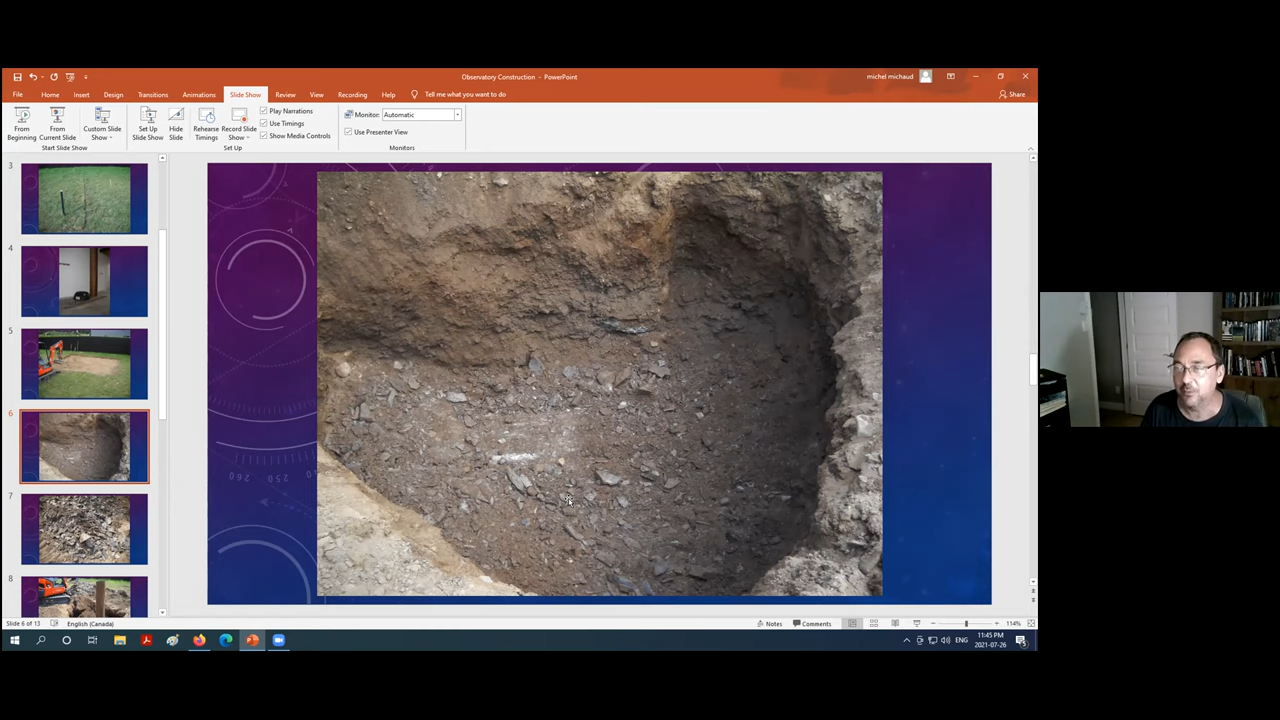 Observatory Construction - PowerPoint
michel michaud
File Home Insert Design Transitions Animations Slide Show Review View Recording Help Tell me what you want to do
Share
From Beginning
From Current Slide
Custom Slide Show
Set Up Slide Show
Hide Slide
Rehearse Timings
Record Slide Show
Play Narrations
Use Timings
Show Media Controls
Monitor: Automatic
Use Presenter View
Start Slide Show
Set Up
Monitors
3
4
5
6
7
8
260 250
Slide 6 of 13 English (Canada)
Notes Comments 114%
ENG
11:45 PM
2021-07-26